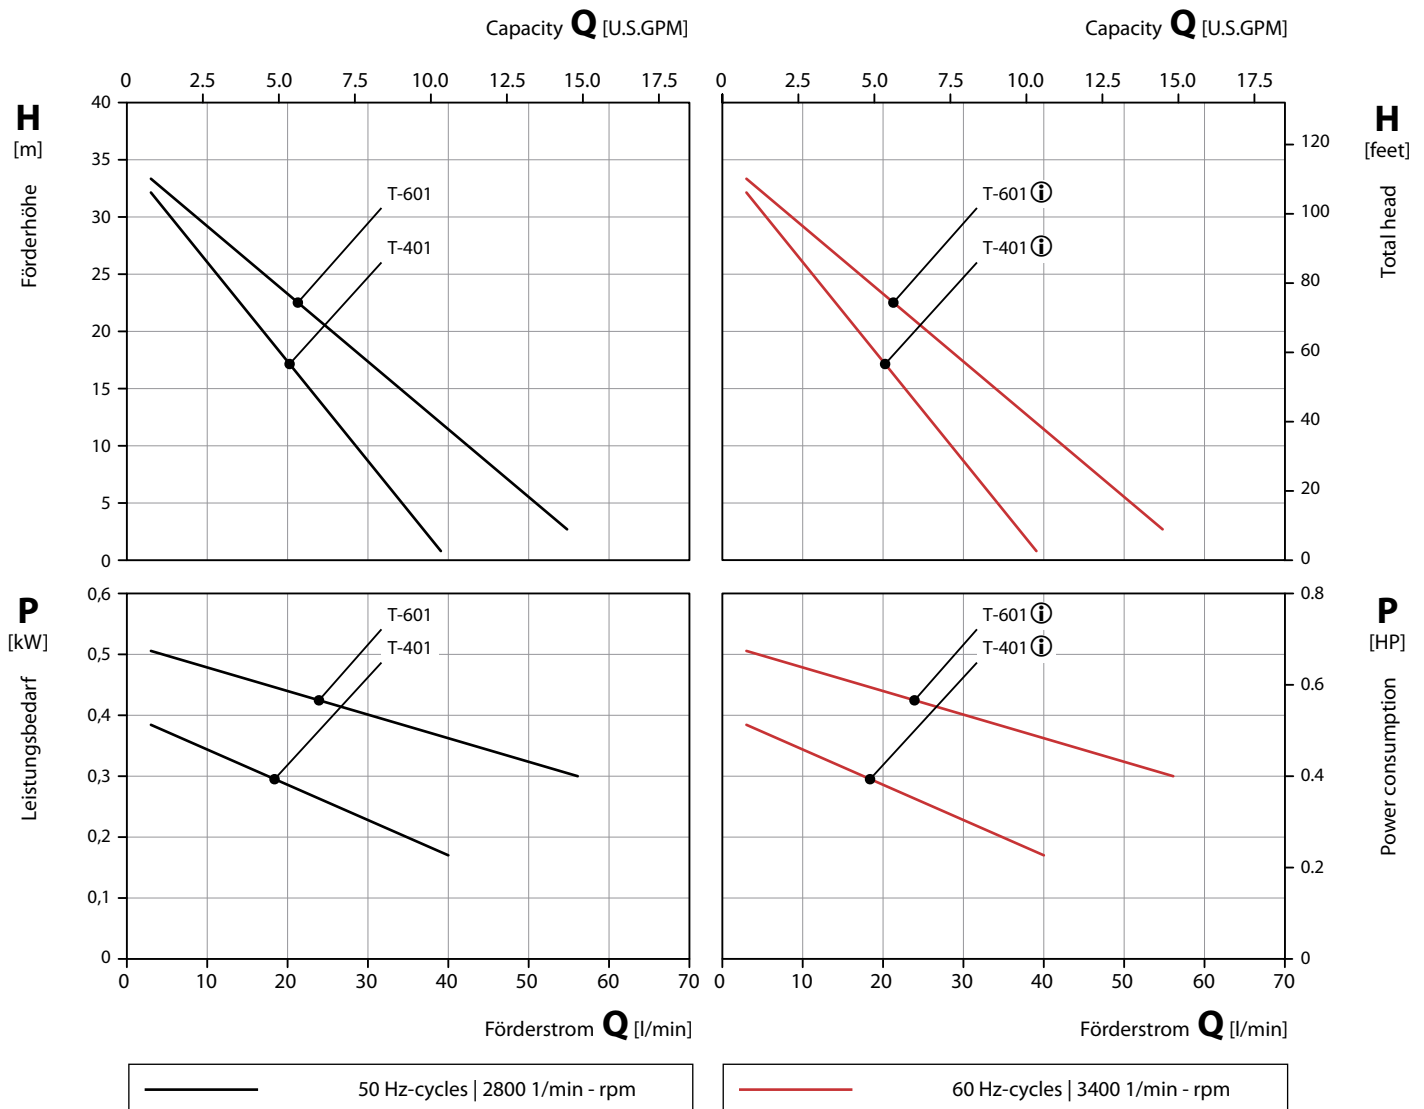 Capacity Q [U.S.GPM]
Capacity Q [U.S.GPM]
0 2.5 5.0 7.5 10.0 12.5 15.0 17.5
0 2.5 5.0 7.5 10.0 12.5 15.0 17.5
H
[m]
Förderhöhe
40
35
30
25
20
15
10
5
0
T-601
T-401
T-601 ⓘ
T-401 ⓘ
120
100
80
60
40
20
0
H
[feet]
Total head
P
[kW]
Leistungsbedarf
0,6
0,5
0,4
0,3
0,2
0,1
0
T-601
T-401
T-601 ⓘ
T-401 ⓘ
0.8
0.6
0.4
0.2
0
P
[HP]
Power consumption
0 10 20 30 40 50 60 70
0 10 20 30 40 50 60 70
Förderstrom Q [l/min]
Förderstrom Q [l/min]
50 Hz-cycles | 2800 1/min - rpm
60 Hz-cycles | 3400 1/min - rpm